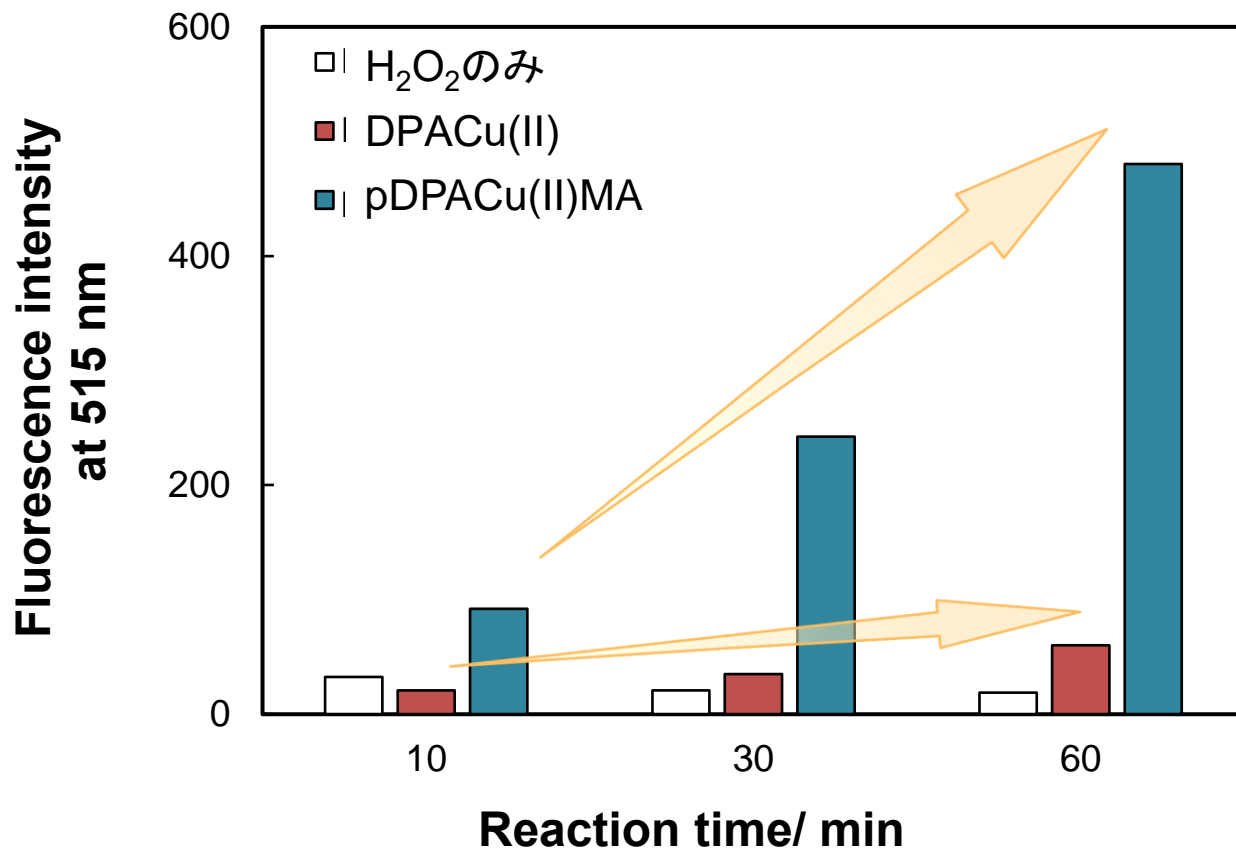 600
400
200
0
H₂O₂のみ
DPACu(II)
pDPACu(II)MA
Fluorescence intensity
at 515 nm
10 30 60
Reaction time/ min